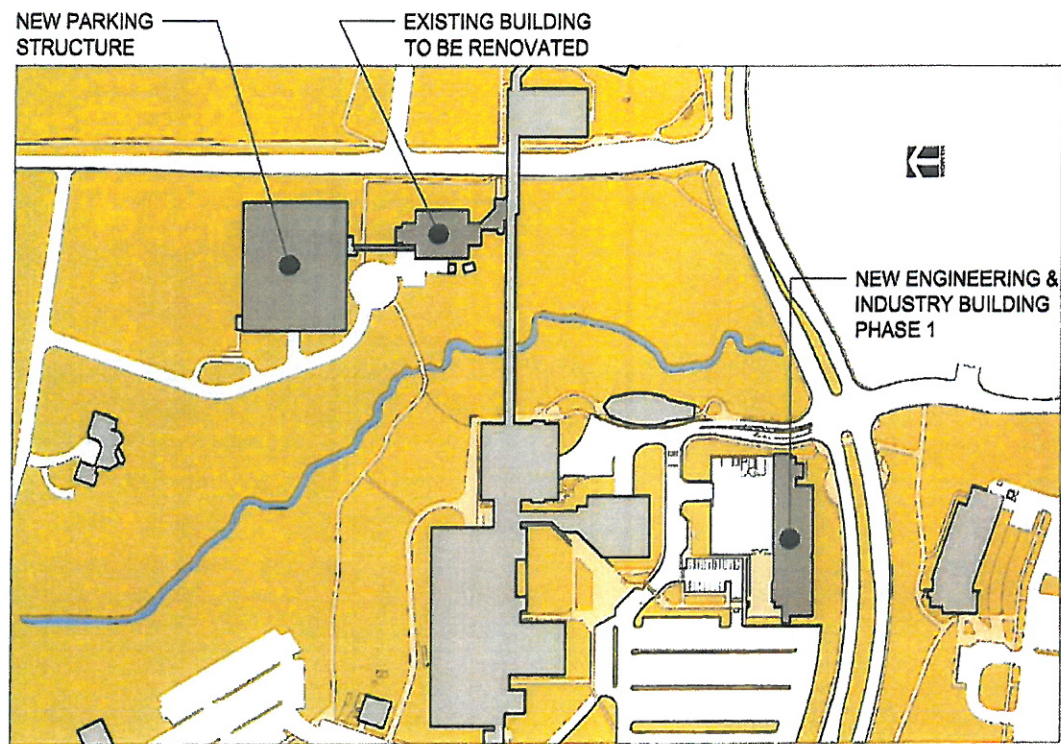 NEW PARKING
STRUCTURE
EXISTING BUILDING
TO BE RENOVATED
NEW ENGINEERING &
INDUSTRY BUILDING
PHASE 1